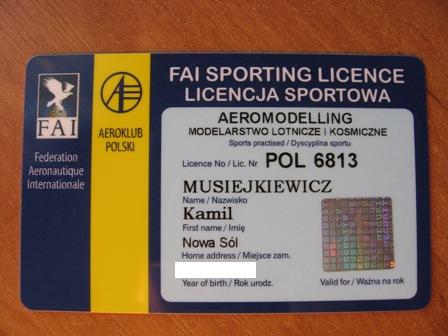 FAI
Federation
Aeronautique
Internationale
AEROKLUB
POLSKI
FAI SPORTING LICENCE
LICENCJA SPORTOWA
AEROMODELLING
MODELARSTWO LOTNICZE i KOSMICZNE
Sports practised / Dyscyplina sportu
Licence No / Lic. Nr POL 6813
MUSIEJKIEWICZ
Name / Nazwisko
Kamil
First name / Imię
Nowa Sól
Home address / Miejsce zam.
Year of birth / Rok urodz.
Valid for / Ważna na rok